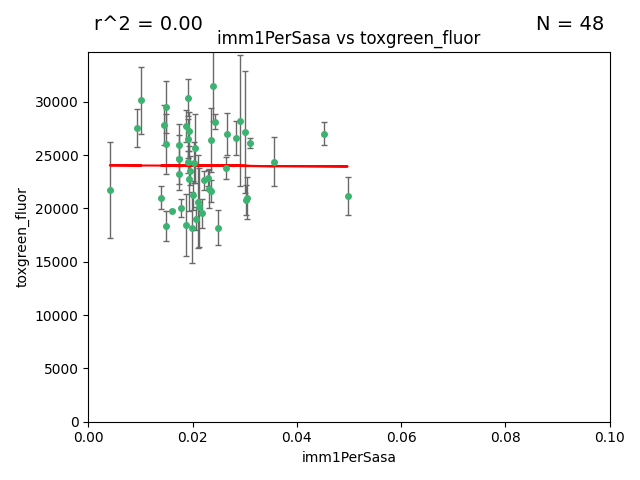 r^2 = 0.00
N = 48
imm1PerSasa vs toxgreen_fluor
30000
25000
20000
15000
10000
5000
0
toxgreen_fluor
0.00
0.02
0.04
0.06
0.08
0.10
imm1PerSasa